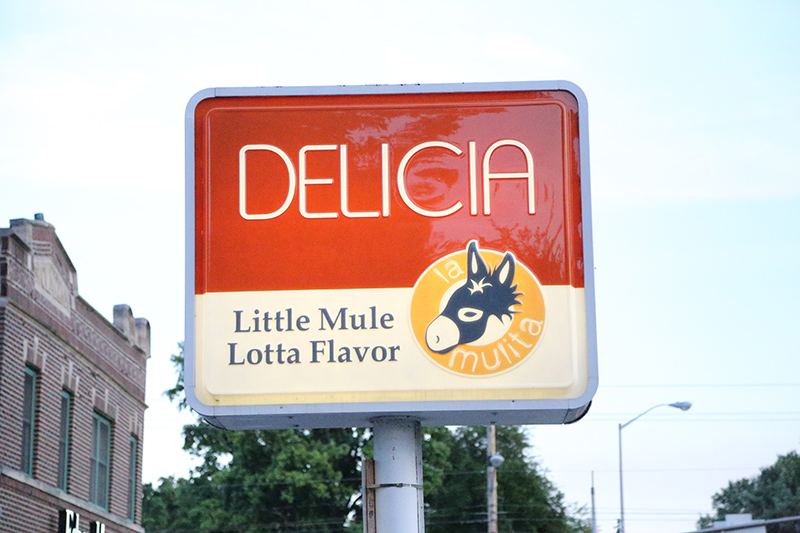 DELICIA
Little Mule
Lotta Flavor
la
mulita